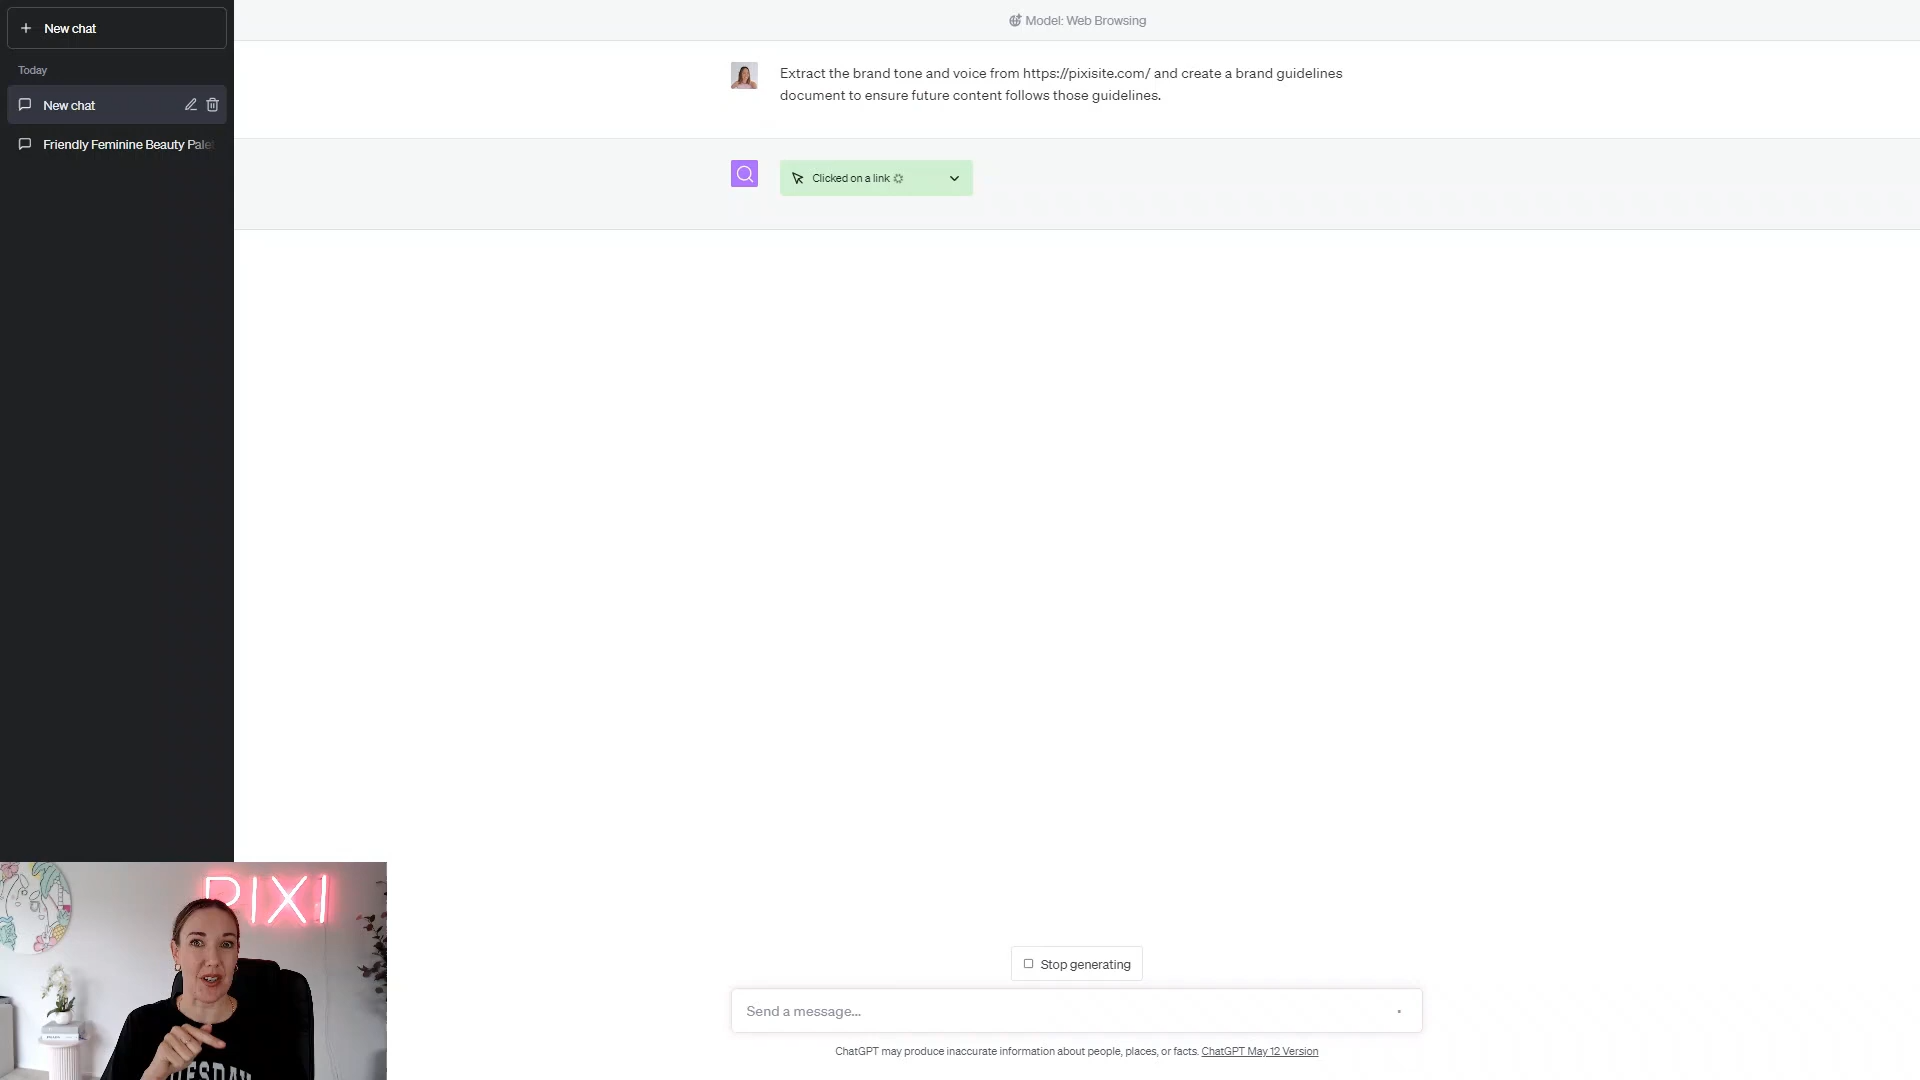 New chat
Today
New chat
Friendly Feminine Beauty Pale
Model: Web Browsing
Extract the brand tone and voice from https://pixisite.com/ and create a brand guidelines
document to ensure future content follows those guidelines.
Clicked on a link
Stop generating
Send a message...
ChatGPT may produce inaccurate information about people, places, or facts. ChatGPT May 12 Version
PIXI